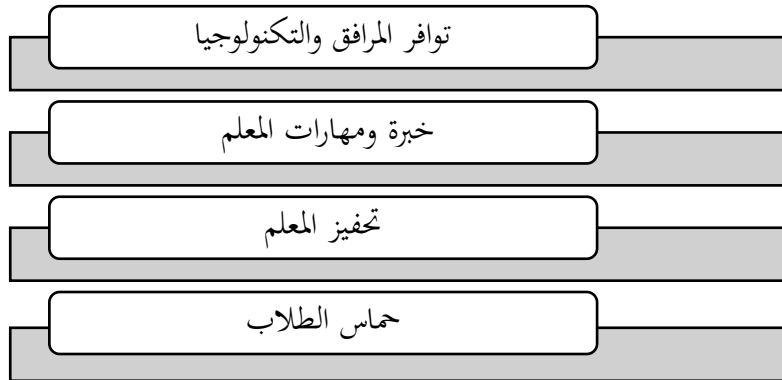 توافر المرافق والتكنولوجيا
خبرة ومهارات المعلم
تحفيز المعلم
حماس الطلاب